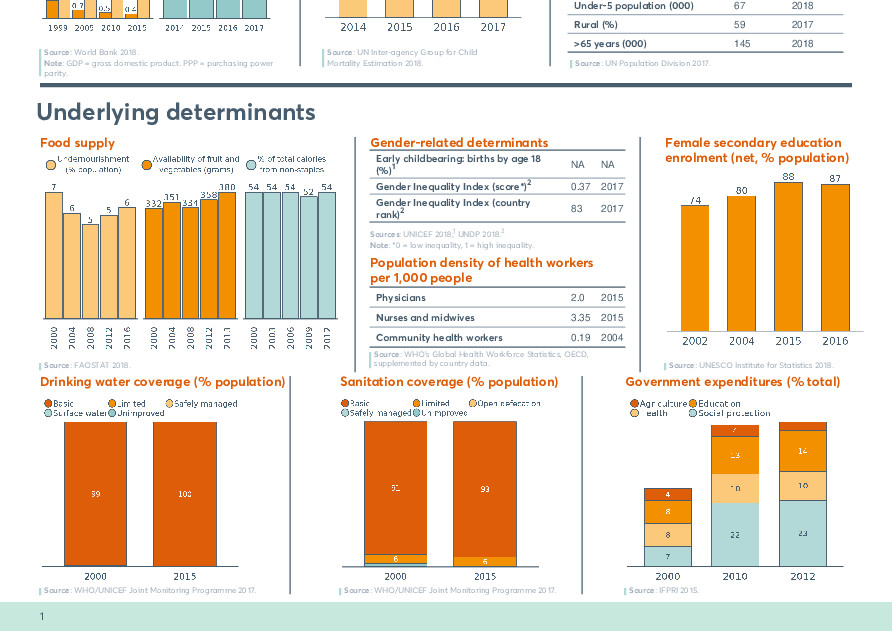 0.7 0.5 0.4
1999 2005 2010 2015
2014 2015 2016 2017
2014 2015 2016 2017
Under-5 population (000) 67 2018
Rural (%) 59 2017
>65 years (000) 145 2018
Source: World Bank 2018.
Note: GDP = gross domestic product. PPP = purchasing power
parity.
Source: UN Inter-agency Group for Child
Mortality Estimation 2018.
Source: UN Population Division 2017.
Underlying determinants
Food supply
Undernourishment
(% population)
Availability of fruit and
vegetables (grams)
% of total calories
from non-staples
7 6 5 5 6
332 351 334 358 380
54 54 54 52 54
2000 2004 2008 2012 2016
2000 2004 2008 2012 2013
2000 2003 2006 2009 2012
Source: FAOSTAT 2018.
Gender-related determinants
Early childbearing: births by age 18
(%)1 NA NA
Gender Inequality Index (score*)2 0.37 2017
Gender Inequality Index (country
rank)2 83 2017
Sources: UNICEF 2018,1 UNDP 2018.2
Note: *0 = low inequality, 1 = high inequality.
Population density of health workers
per 1,000 people
Physicians 2.0 2015
Nurses and midwives 3.35 2015
Community health workers 0.19 2004
Source: WHO's Global Health Workforce Statistics, OECD,
supplemented by country data.
Female secondary education
enrolment (net, % population)
74 80 88 87
2002 2004 2015 2016
Source: UNESCO Institute for Statistics 2018.
Drinking water coverage (% population)
Basic Limited Safely managed
Surface water Unimproved
99 100
2000 2015
Source: WHO/UNICEF Joint Monitoring Programme 2017.
Sanitation coverage (% population)
Basic Limited Open defecation
Safely managed Unimproved
91 93
6 6
2000 2015
Source: WHO/UNICEF Joint Monitoring Programme 2017.
Government expenditures (% total)
Agriculture Education
Health Social protection
4 8 8 7
13 10 22
14 10 23
2000 2010 2012
Source: IFPRI 2015.
1